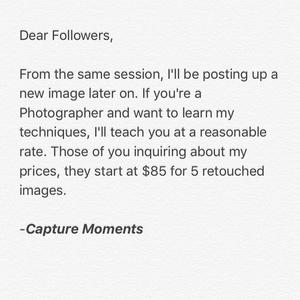 Dear Followers,
From the same session, I'll be posting up a
new image later on. If you're a
Photographer and want to learn my
techniques, I'll teach you at a reasonable
rate. Those of you inquiring about my
prices, they start at $85 for 5 retouched
images.
-Capture Moments